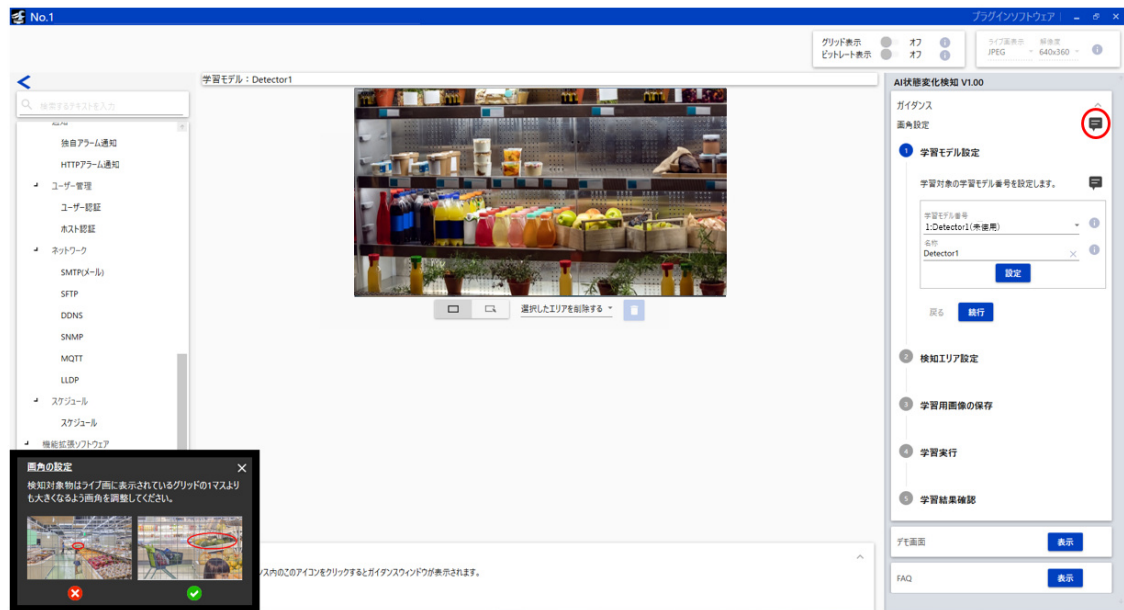 No.1
プラグインソフトウェア
グリッド表示 オフ
ビットレート表示 オフ
ライブ画表示 解像度
JPEG 640x360
学習モデル：Detector1
検索するテキストを入力
通知
独自アラーム通知
HTTPアラーム通知
ユーザー管理
ユーザー認証
ホスト認証
ネットワーク
SMTP(メール)
SFTP
DDNS
SNMP
MQTT
LLDP
スケジュール
スケジュール
機能拡張ソフトウェア
選択したエリアを削除する
AI状態変化検知 V1.00
ガイダンス
画角設定
1 学習モデル設定
学習対象の学習モデル番号を設定します。
学習モデル番号
1:Detector1(未使用)
名称
Detector1
設定
戻る 続行
2 検知エリア設定
3 学習用画像の保存
4 学習実行
5 学習結果確認
デモ画面 表示
FAQ 表示
画角の設定
検知対象物はライブ画に表示されているグリッドの1マスより
も大きくなるよう画角を調整してください。
ンス内のこのアイコンをクリックするとガイダンスウィンドウが表示されます。